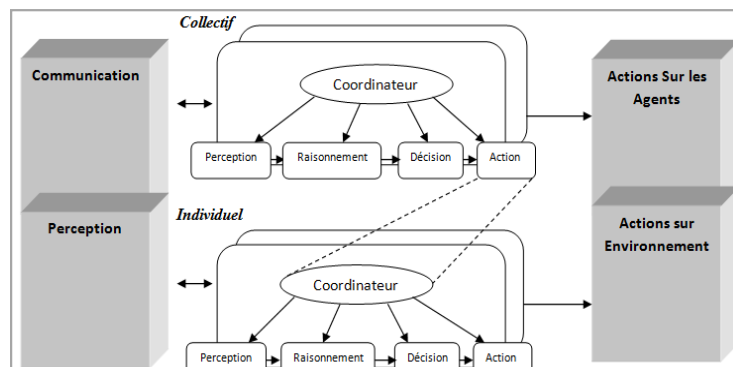 Collectif
Communication
Coordinateur
Actions Sur les
Agents
Perception
Raisonnement
Décision
Action
Individuel
Perception
Actions sur
Environnement
Coordinateur
Perception
Raisonnement
Décision
Action